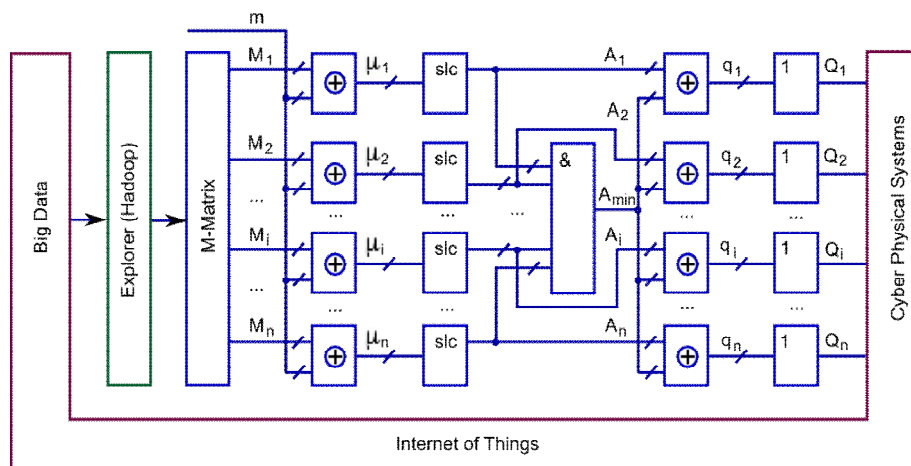 m
M1 μ1 slc A1 q1 1 Q1
A2
M2 μ2 slc & q2 1 Q2
Amin
... ... ... ... ... ...
Mi μi slc Ai qi 1 Qi
... ... ... ... ...
Mn μn slc An qn 1 Qn
Big Data
Explorer (Hadoop)
M-Matrix
Cyber Physical Systems
Internet of Things